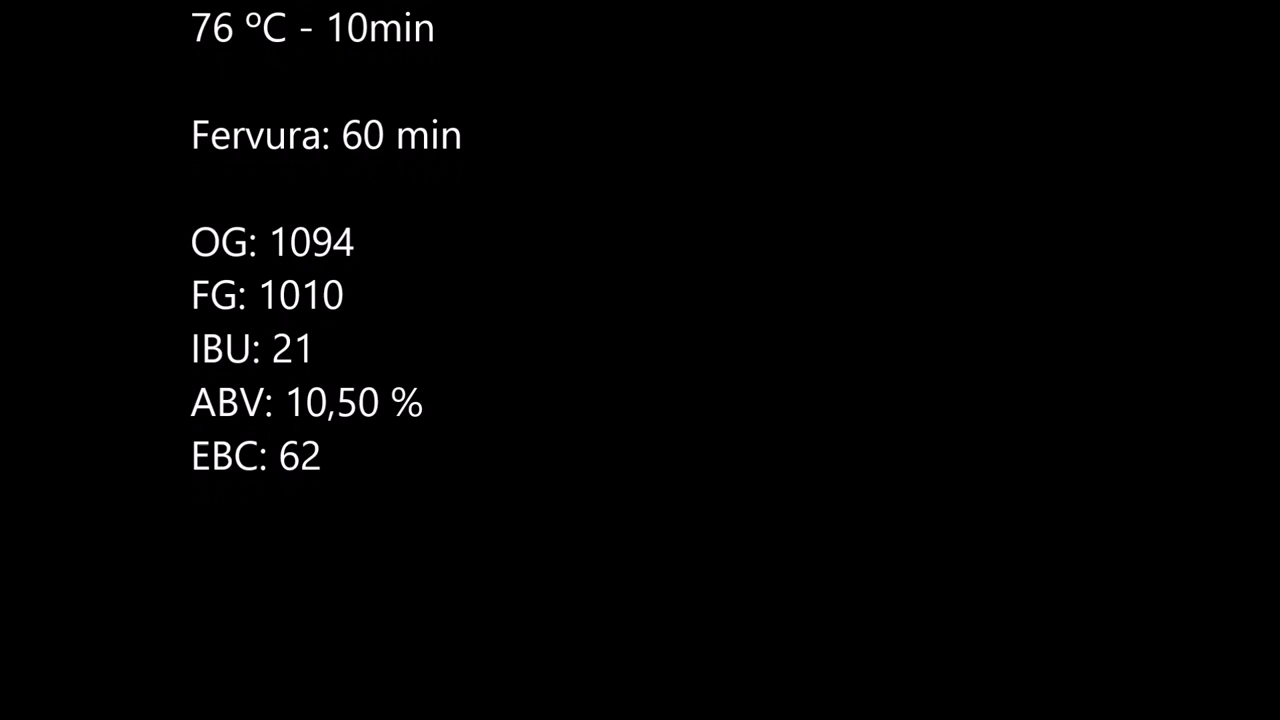 76 ºC - 10min
Fervura: 60 min
OG: 1094
FG: 1010
IBU: 21
ABV: 10,50 %
EBC: 62